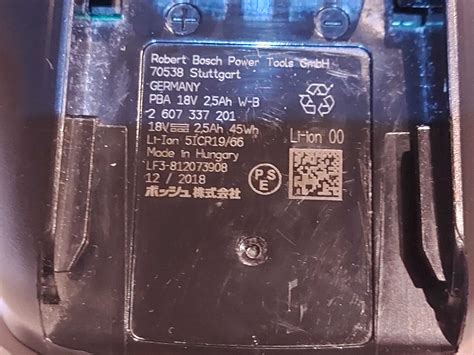 Robert Bosch Power Tools GmbH
70538 Stuttgart
GERMANY
PBA 18V 2,5Ah W-B
2 607 337 201
18V 2,5Ah 45Wh
Li-Ion 5ICR19/66
Made in Hungary
LF3-812073908
12 / 2018
ボッシュ株式会社
Li-ion 00
PSE